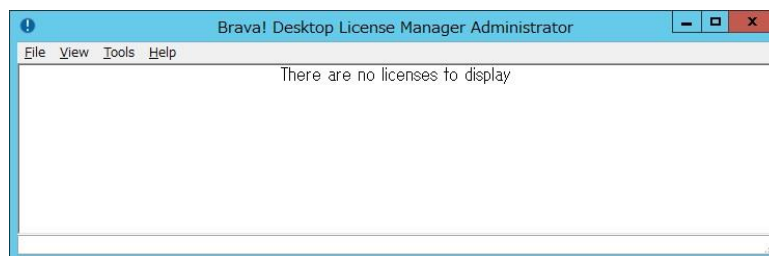 Brava! Desktop License Manager Administrator
File View Tools Help
There are no licenses to display